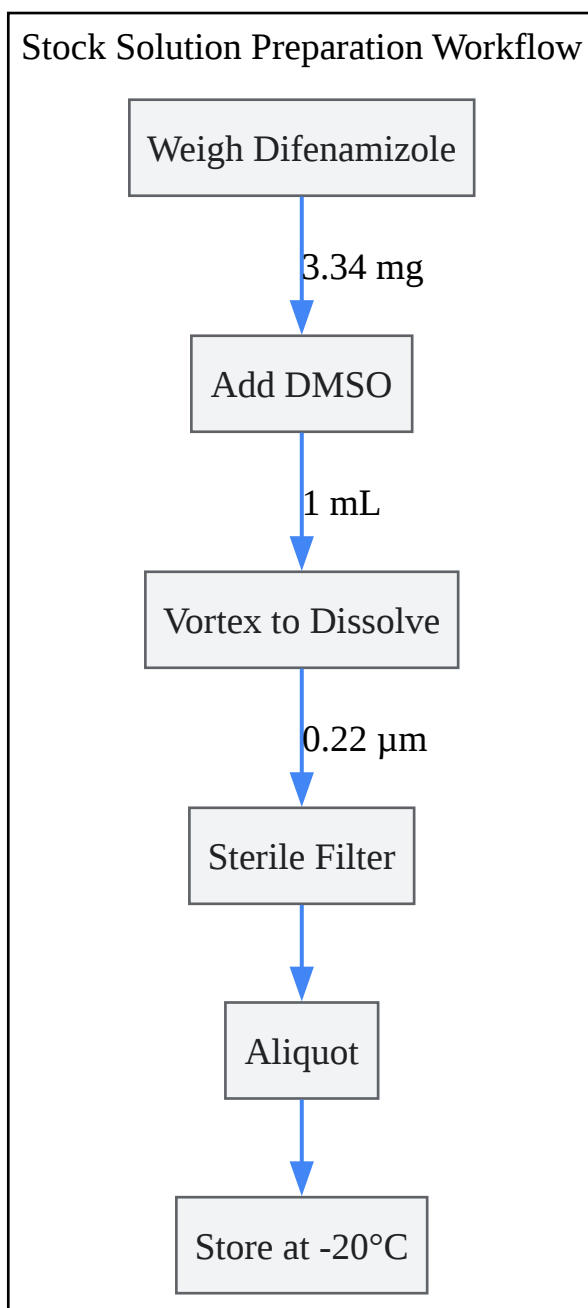 Stock Solution Preparation Workflow
Weigh Difenamizole
3.34 mg
Add DMSO
1 mL
Vortex to Dissolve
0.22 µm
Sterile Filter
Aliquot
Store at -20°C